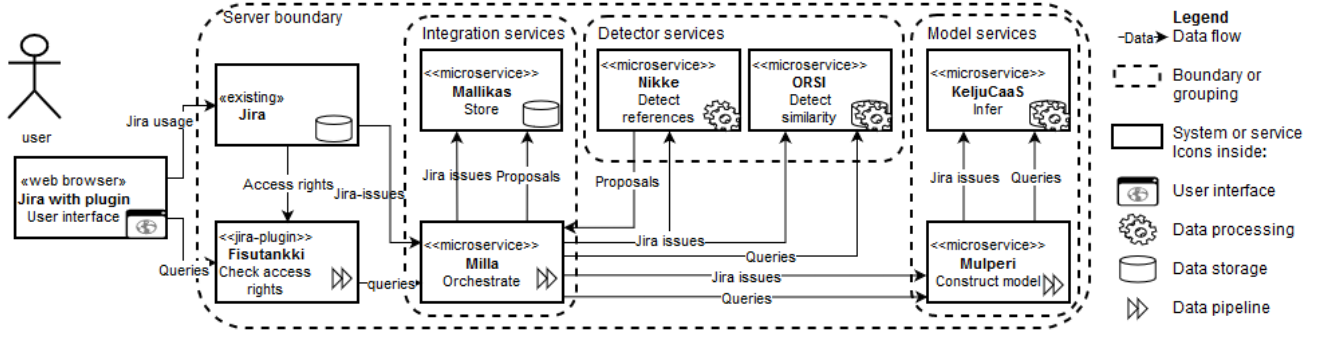 Server boundary
Integration services
Detector services
Model services
Legend
Data
Data flow
Boundary or
grouping
System or service
Icons inside:
User interface
Data processing
Data storage
Data pipeline
user
«web browser»
Jira with plugin
User interface
Jira usage
Queries
«existing»
Jira
Access rights
Jira-issues
<<jira-plugin>>
Fisutankki
Check access
rights
queries
<<microservice>>
Mallikas
Store
Jira issues
Proposals
<<microservice>>
Milla
Orchestrate
<<microservice>>
Nikke
Detect
references
<<microservice>>
ORSI
Detect
similarity
Proposals
Jira issues
Queries
Jira issues
Queries
<<microservice>>
KeljuCaaS
Infer
Jira issues
Queries
<<microservice>>
Mulperi
Construct model